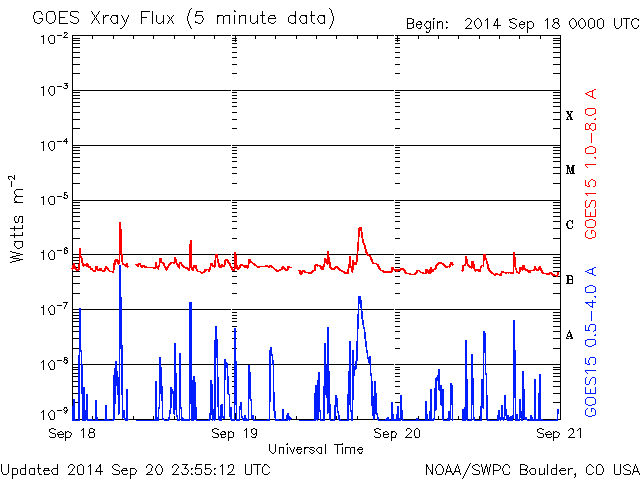 GOES Xray Flux (5 minute data)
Begin: 2014 Sep 18 0000 UTC
10⁻²
10⁻³
10⁻⁴
10⁻⁵
10⁻⁶
10⁻⁷
10⁻⁸
10⁻⁹
Watts m⁻²
X
M
C
B
A
GOES15 1.0-8.0 A
GOES15 0.5-4.0 A
Sep 18 Sep 19 Sep 20 Sep 21
Universal Time
Updated 2014 Sep 20 23:55:12 UTC
NOAA/SWPC Boulder, CO USA